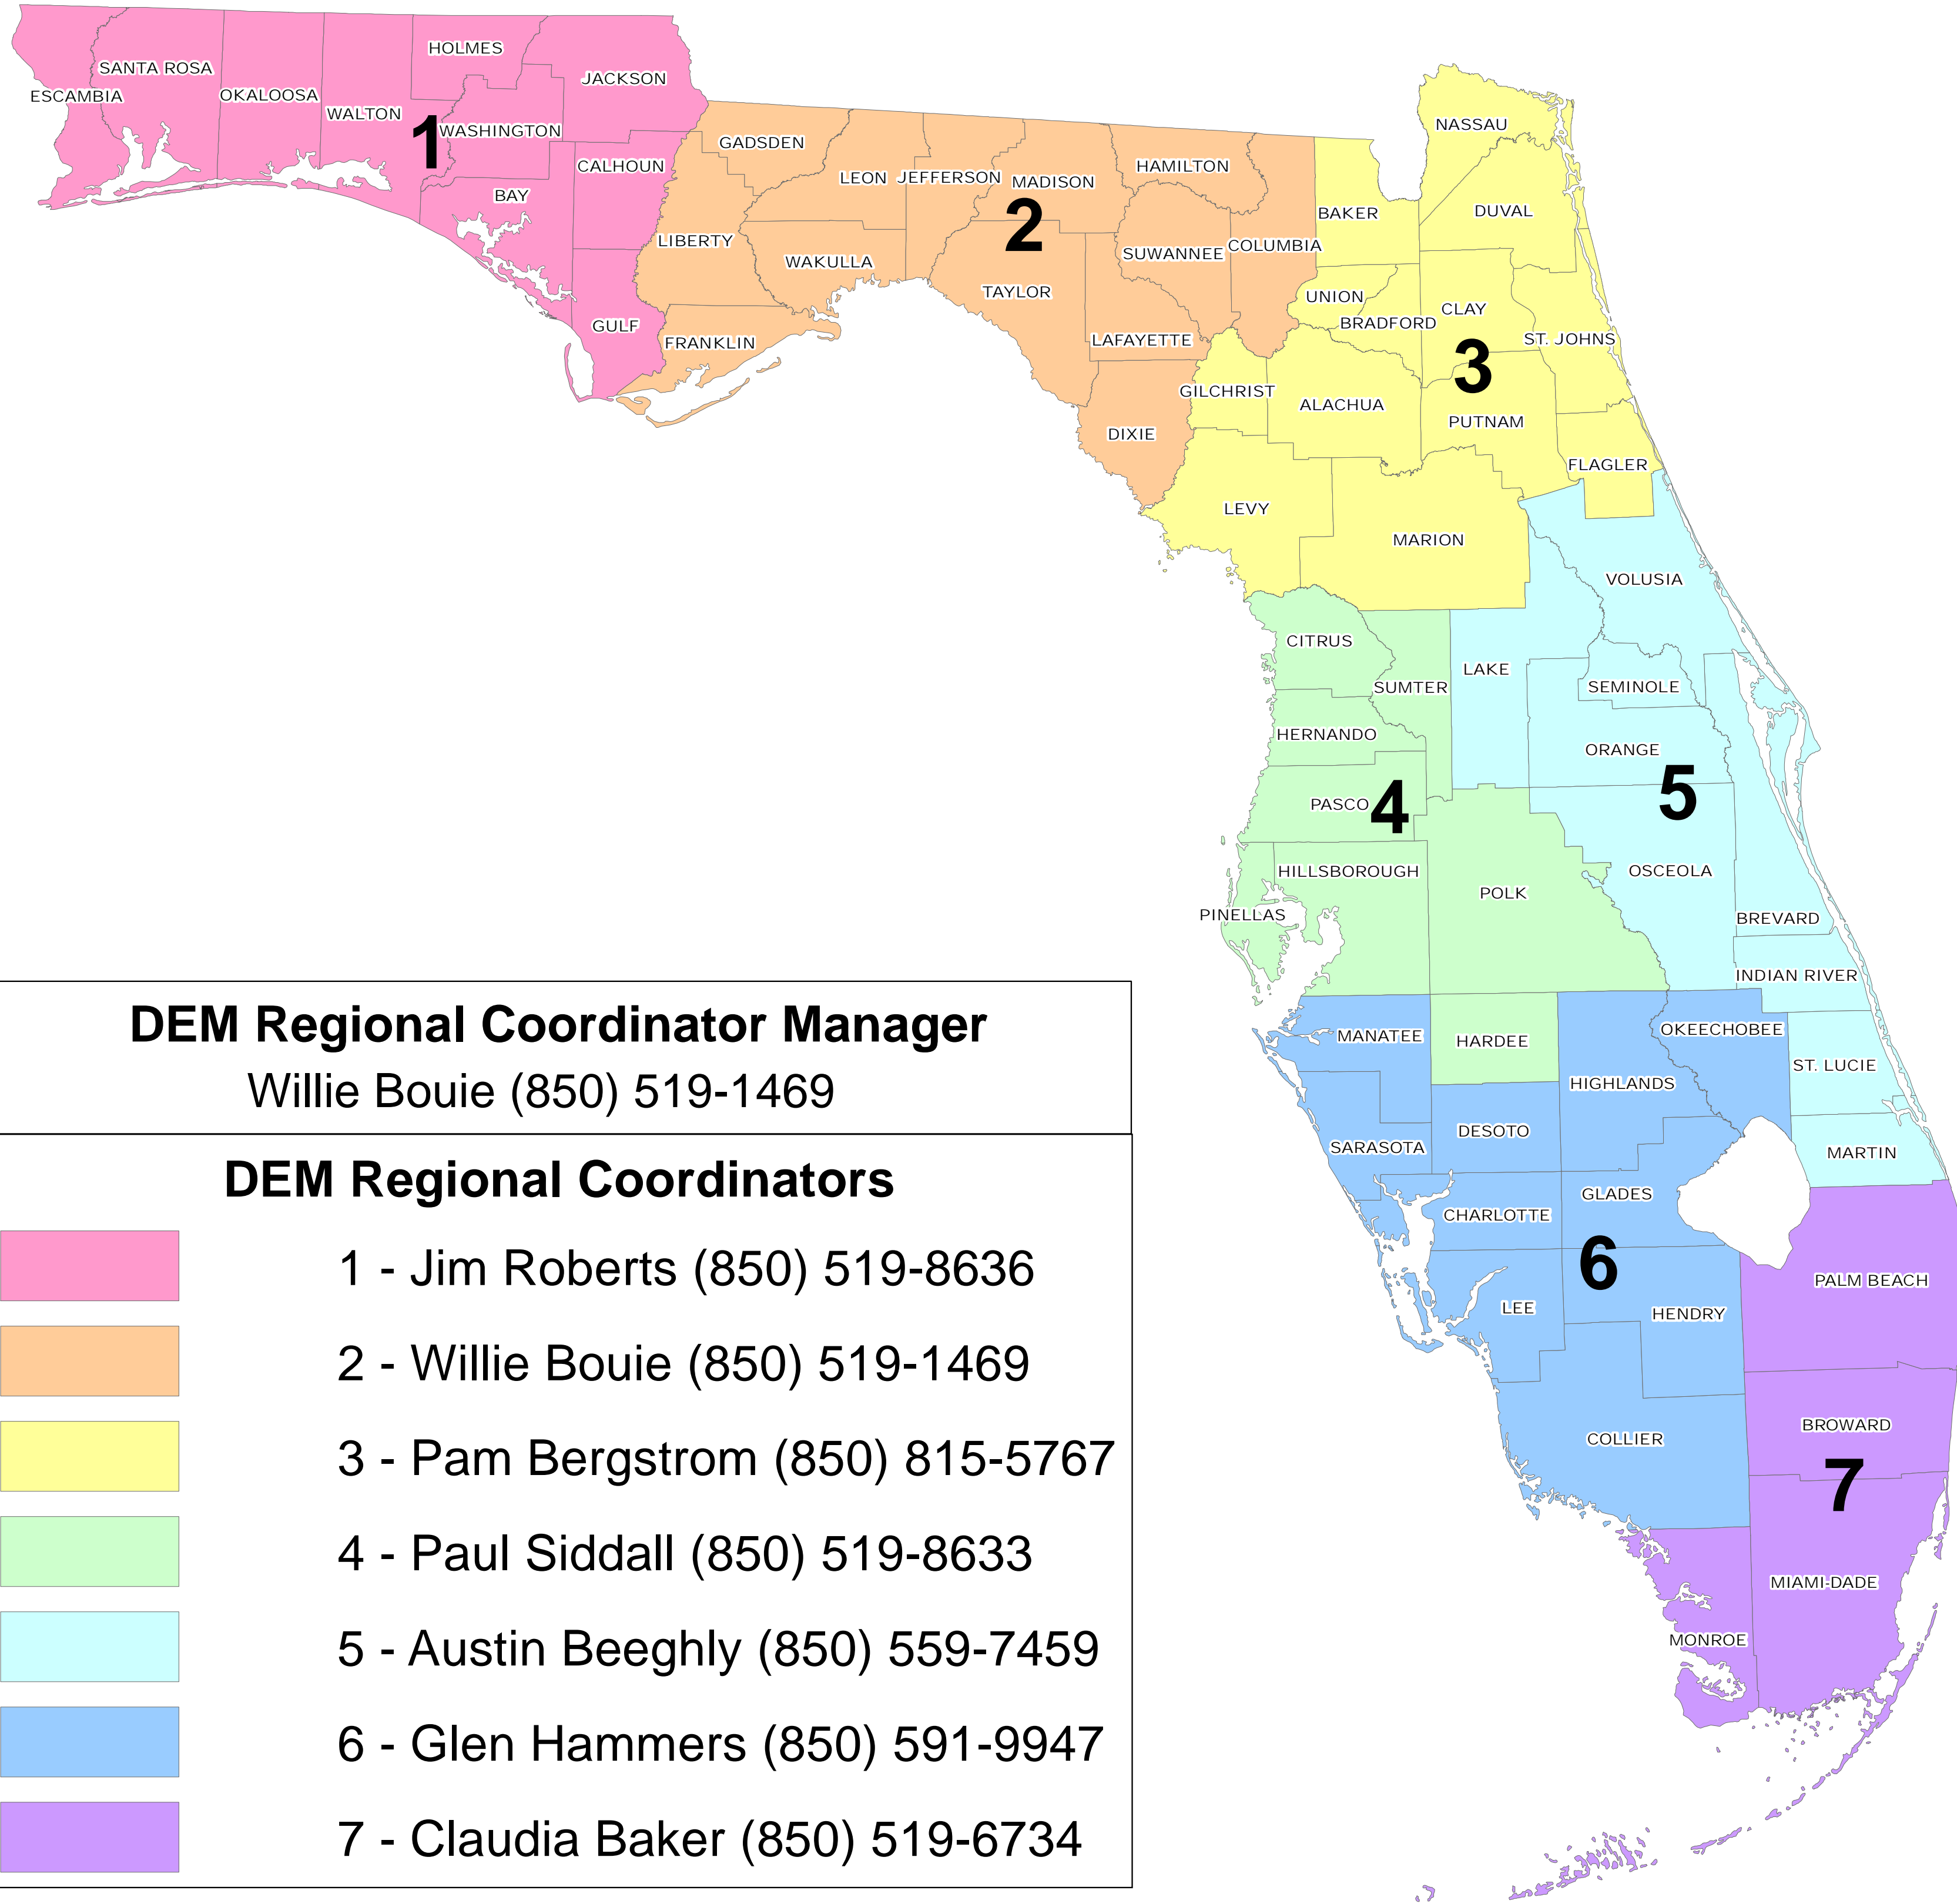 HOLMES
SANTA ROSA
JACKSON
ESCAMBIA
OKALOOSA
WALTON
1
WASHINGTON
NASSAU
GADSDEN
CALHOUN
HAMILTON
LEON
JEFFERSON
MADISON
BAY
2
BAKER
DUVAL
LIBERTY
COLUMBIA
SUWANNEE
WAKULLA
TAYLOR
UNION
CLAY
BRADFORD
GULF
ST. JOHNS
FRANKLIN
LAFAYETTE
3
GILCHRIST
ALACHUA
PUTNAM
DIXIE
FLAGLER
LEVY
MARION
VOLUSIA
CITRUS
LAKE
SUMTER
SEMINOLE
HERNANDO
ORANGE
5
PASCO
4
HILLSBOROUGH
OSCEOLA
POLK
PINELLAS
BREVARD
INDIAN RIVER
OKEECHOBEE
MANATEE
HARDEE
ST. LUCIE
HIGHLANDS
DESOTO
SARASOTA
MARTIN
GLADES
CHARLOTTE
6
PALM BEACH
LEE
HENDRY
BROWARD
COLLIER
7
MIAMI-DADE
MONROE
DEM Regional Coordinator Manager
Willie Bouie (850) 519-1469
DEM Regional Coordinators
1 - Jim Roberts (850) 519-8636
2 - Willie Bouie (850) 519-1469
3 - Pam Bergstrom (850) 815-5767
4 - Paul Siddall (850) 519-8633
5 - Austin Beeghly (850) 559-7459
6 - Glen Hammers (850) 591-9947
7 - Claudia Baker (850) 519-6734